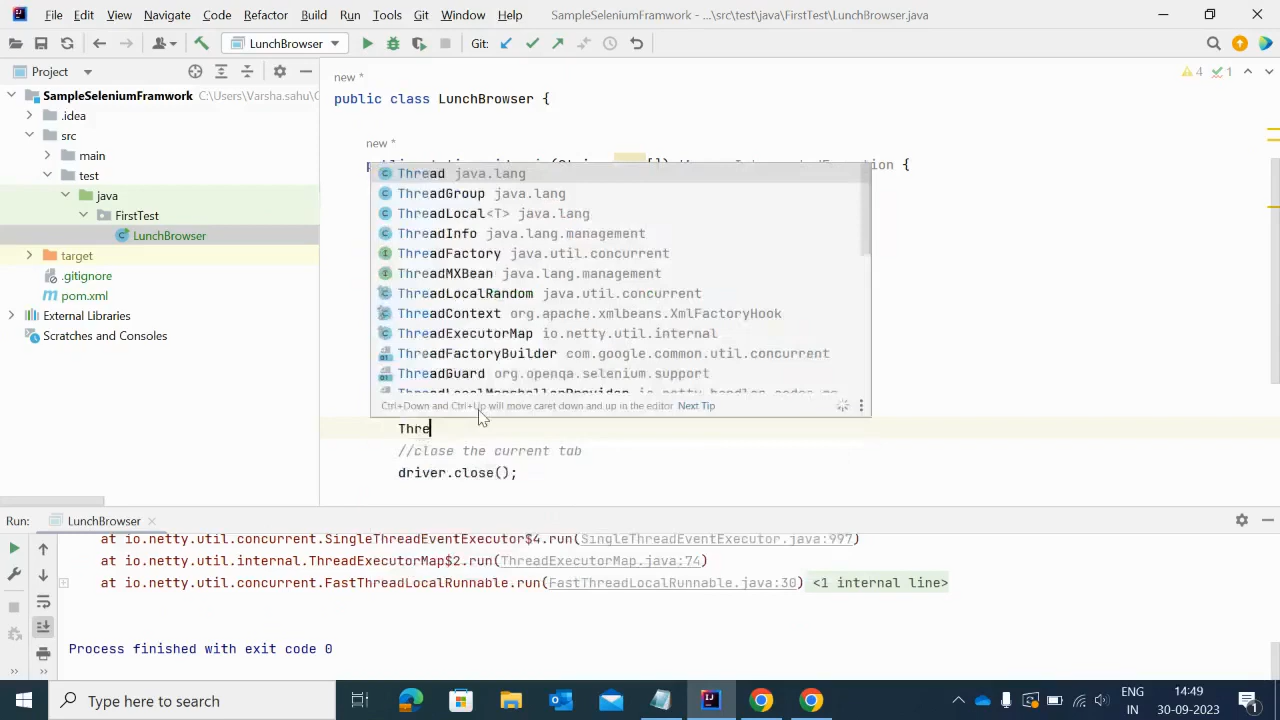 File Edit View Navigate Code Refactor Build Run Tools Git Window Help SampleSeleniumFramwork - ...\src\test\java\FirstTest\LunchBrowser.java
LunchBrowser Git:
Project
SampleSeleniumFramwork C:\Users\Varsha.sahu\
.idea
src
main
test
java
FirstTest
LunchBrowser
target
.gitignore
pom.xml
External Libraries
Scratches and Consoles
4 1
new *
public class LunchBrowser {
new *
{
Thread java.lang
ThreadGroup java.lang
ThreadLocal<T> java.lang
ThreadInfo java.lang.management
ThreadFactory java.util.concurrent
ThreadMXBean java.lang.management
ThreadLocalRandom java.util.concurrent
ThreadContext org.apache.xmlbeans.XmlFactoryHook
ThreadExecutorMap io.netty.util.internal
ThreadFactoryBuilder com.google.common.util.concurrent
ThreadGuard org.openqa.selenium.support
Ctrl+Down and Ctrl+Up will move caret down and up in the editor Next Tip
Thre
//close the current tab
driver.close();
Run: LunchBrowser
at io.netty.util.concurrent.SingleThreadEventExecutor$4.run(SingleThreadEventExecutor.java:997)
at io.netty.util.internal.ThreadExecutorMap$2.run(ThreadExecutorMap.java:74)
at io.netty.util.concurrent.FastThreadLocalRunnable.run(FastThreadLocalRunnable.java:30) <1 internal line>
Process finished with exit code 0
Type here to search
ENG
IN
14:49
30-09-2023
1